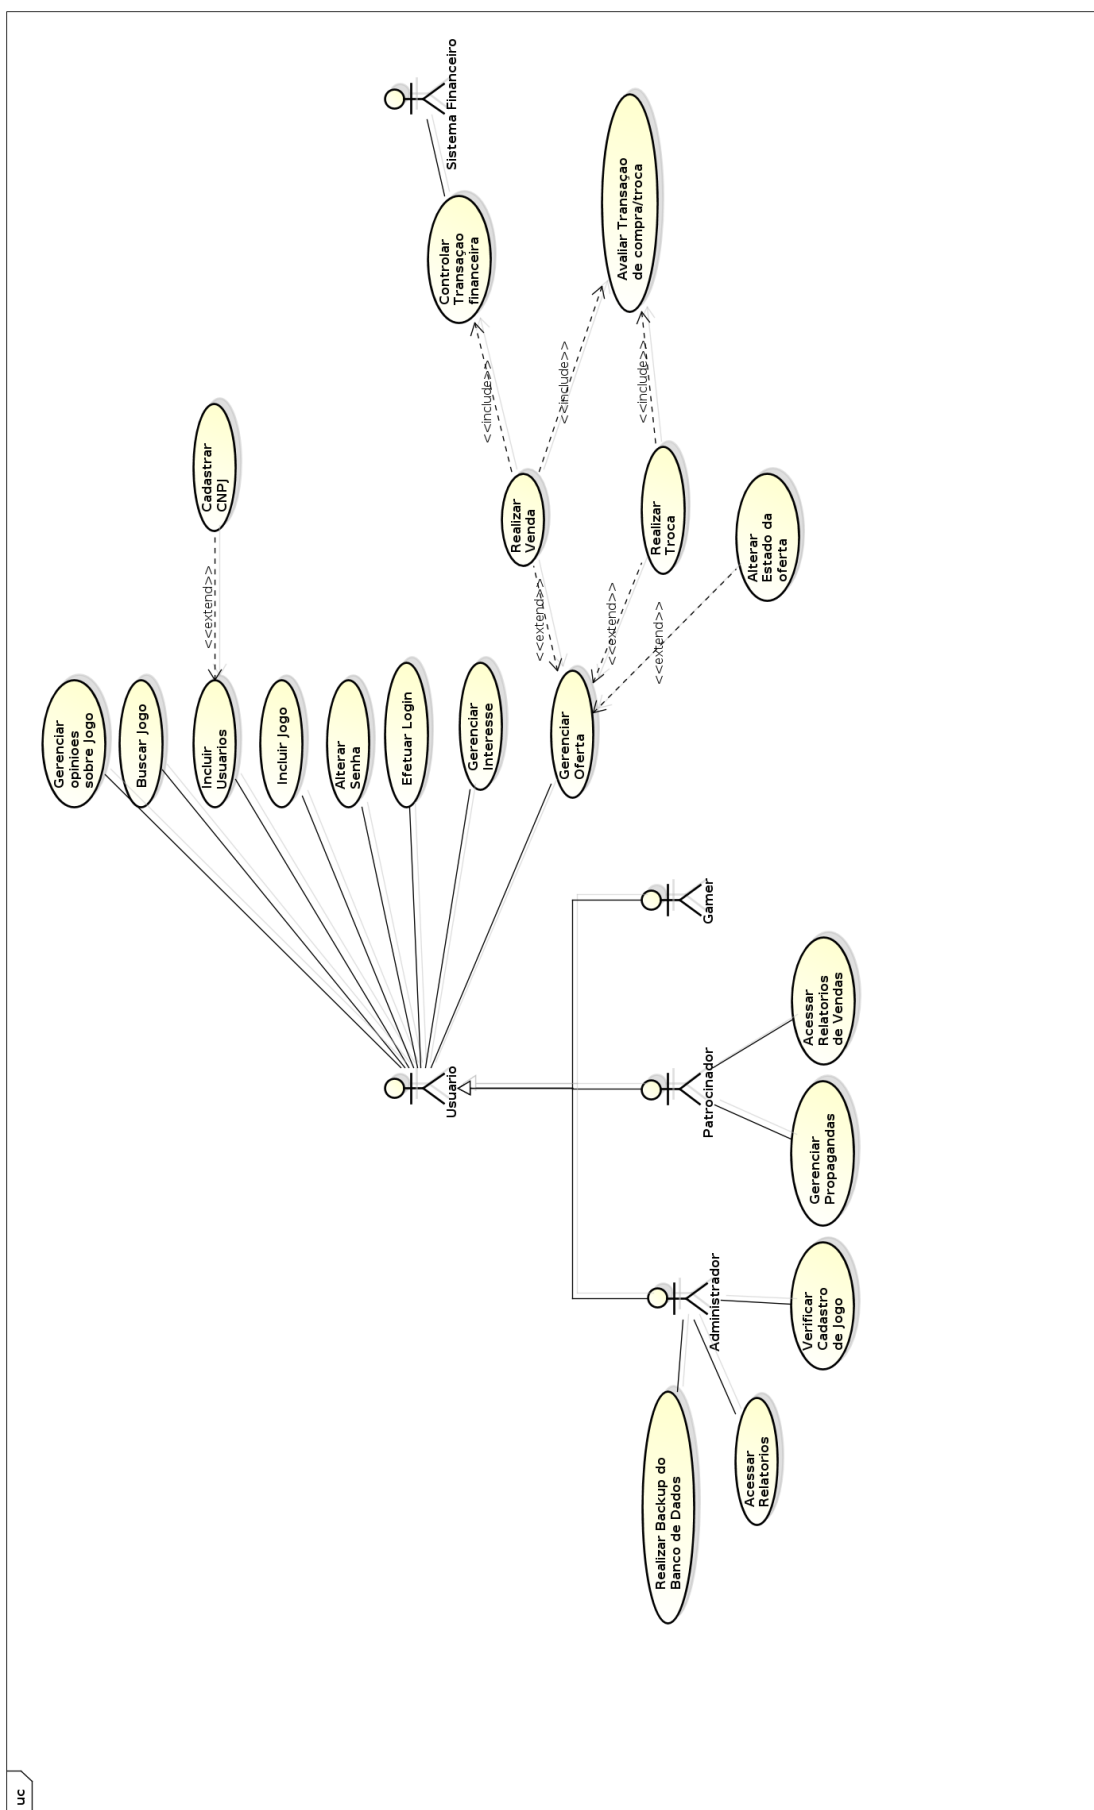 uc
Gerenciar
opinioes
sobre Jogo
Buscar Jogo
Incluir
Usuarios
<<extend>>
Cadastrar
CNPJ
Incluir Jogo
Alterar
Senha
Efetuar Login
Gerenciar
Interesse
Gerenciar
Oferta
<<extend>>
<<extend>>
<<extend>>
Realizar
Venda
Realizar
Troca
Alterar
Estado da
oferta
<<include>>
<<include>>
<<include>>
Controlar
Transaçao
financeira
Sistema Financeiro
Avaliar Transaçao
de compra/troca
Usuario
Administrador
Patrocinador
Gamer
Realizar Backup do
Banco de Dados
Acessar
Relatorios
Verificar
Cadastro
de Jogo
Gerenciar
Propagandas
Acessar
Relatorios
de Vendas